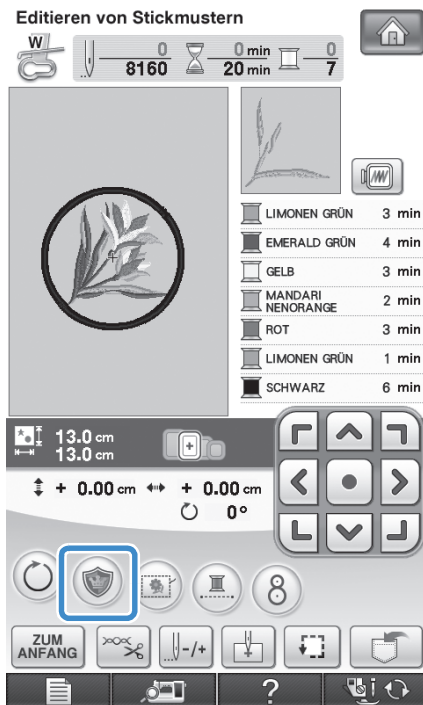 Editieren von Stickmustern
W
0
8160
0 min
20 min
0
7
LIMONEN GRÜN 3 min
EMERALD GRÜN 4 min
GELB 3 min
MANDARI
NENORANGE 2 min
ROT 3 min
LIMONEN GRÜN 1 min
SCHWARZ 6 min
13.0 cm
13.0 cm
+ 0.00 cm + 0.00 cm
0°
8
ZUM
ANFANG
-/+
?